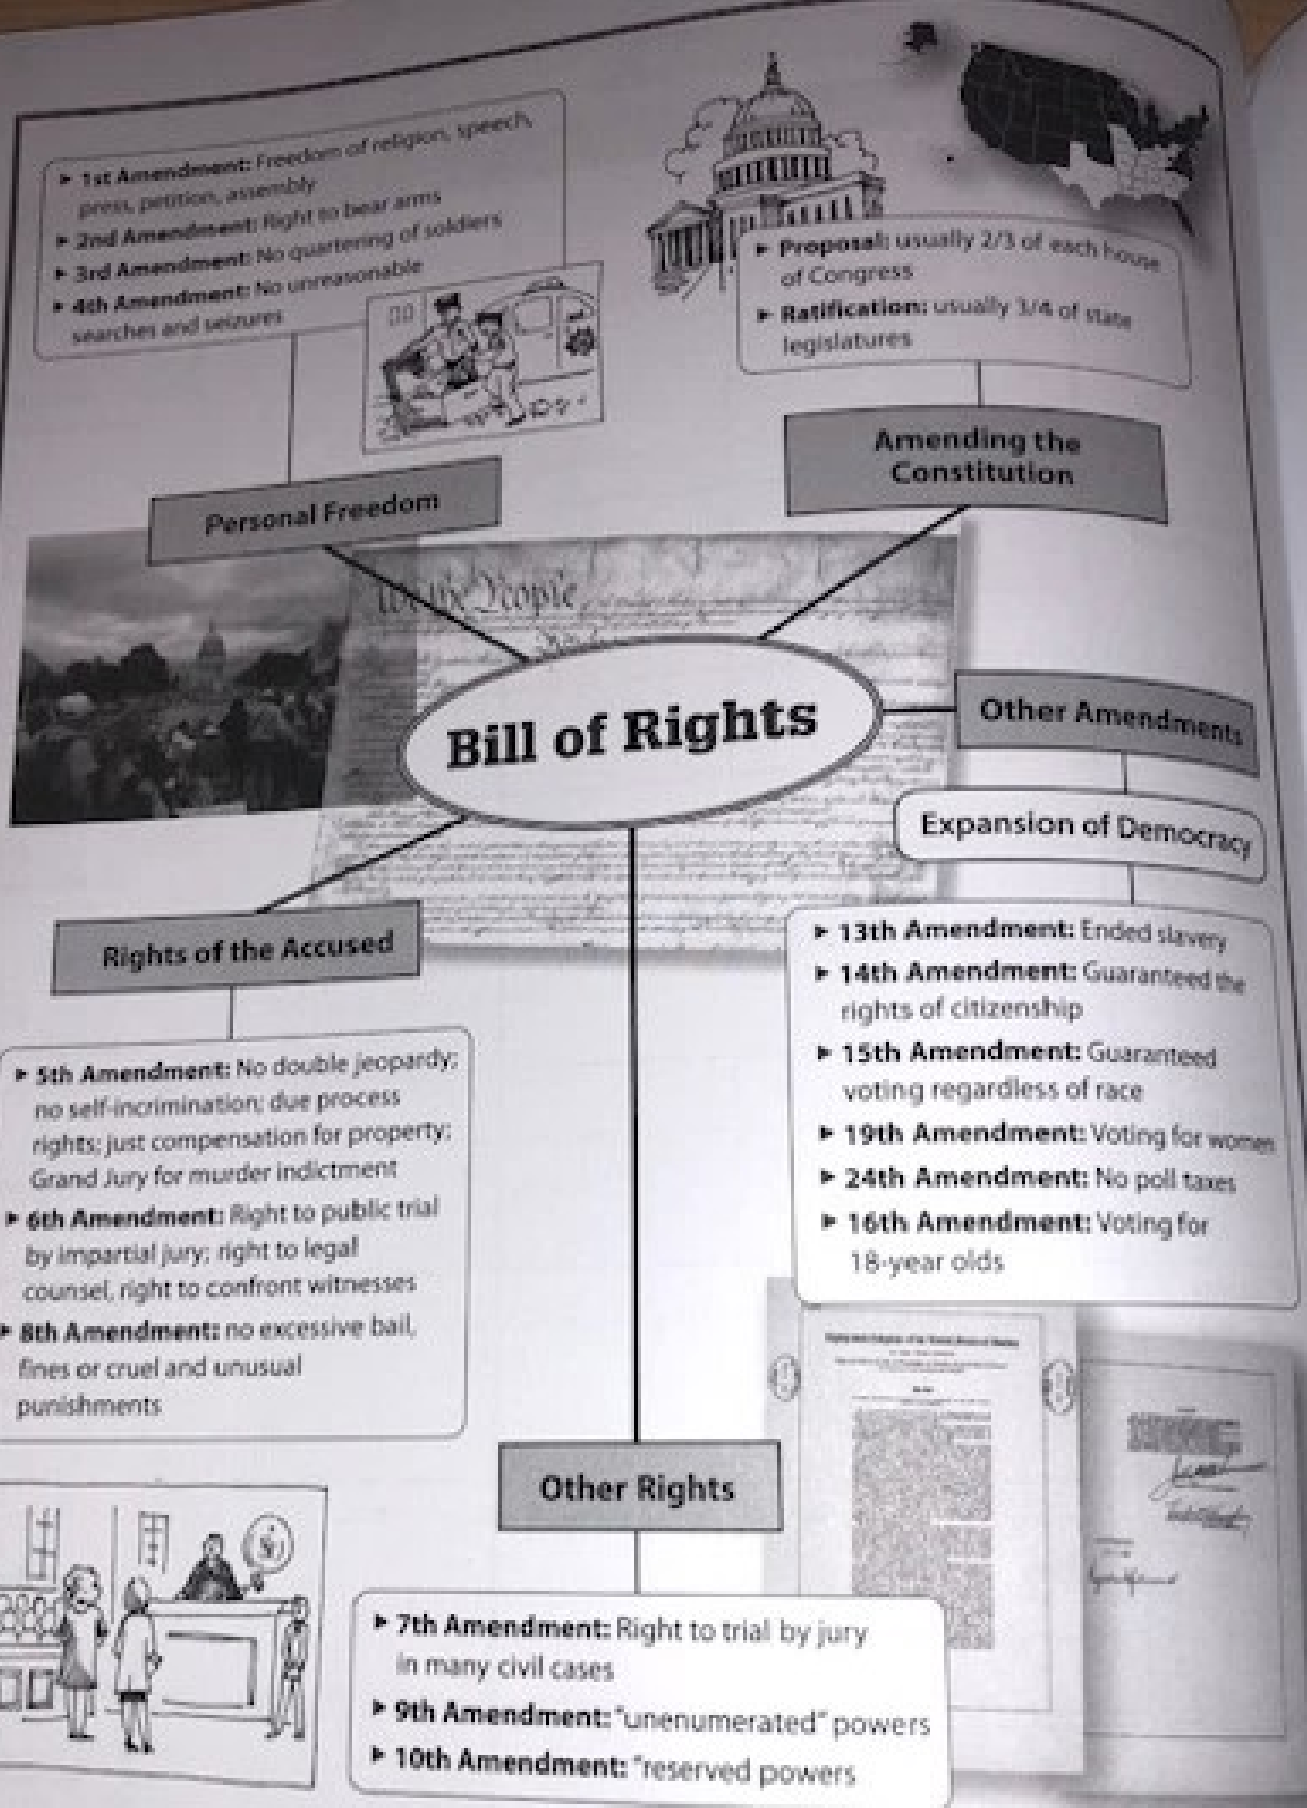 ▶ 1st Amendment: Freedom of religion, speech,
press, petition, assembly
▶ 2nd Amendment: Right to bear arms
▶ 3rd Amendment: No quartering of soldiers
▶ 4th Amendment: No unreasonable
searches and seizures
▶ Proposal: usually 2/3 of each house
of Congress
▶ Ratification: usually 3/4 of state
legislatures
Personal Freedom
Amending the
Constitution
We the People
Bill of Rights
Other Amendments
Expansion of Democracy
▶ 13th Amendment: Ended slavery
▶ 14th Amendment: Guaranteed the
rights of citizenship
▶ 15th Amendment: Guaranteed
voting regardless of race
▶ 19th Amendment: Voting for women
▶ 24th Amendment: No poll taxes
▶ 16th Amendment: Voting for
18-year olds
Rights of the Accused
▶ 5th Amendment: No double jeopardy;
no self-incrimination; due process
rights; just compensation for property;
Grand Jury for murder indictment
▶ 6th Amendment: Right to public trial
by impartial jury; right to legal
counsel, right to confront witnesses
▶ 8th Amendment: no excessive bail,
fines or cruel and unusual
punishments
Other Rights
▶ 7th Amendment: Right to trial by jury
in many civil cases
▶ 9th Amendment: "unenumerated" powers
▶ 10th Amendment: "reserved powers